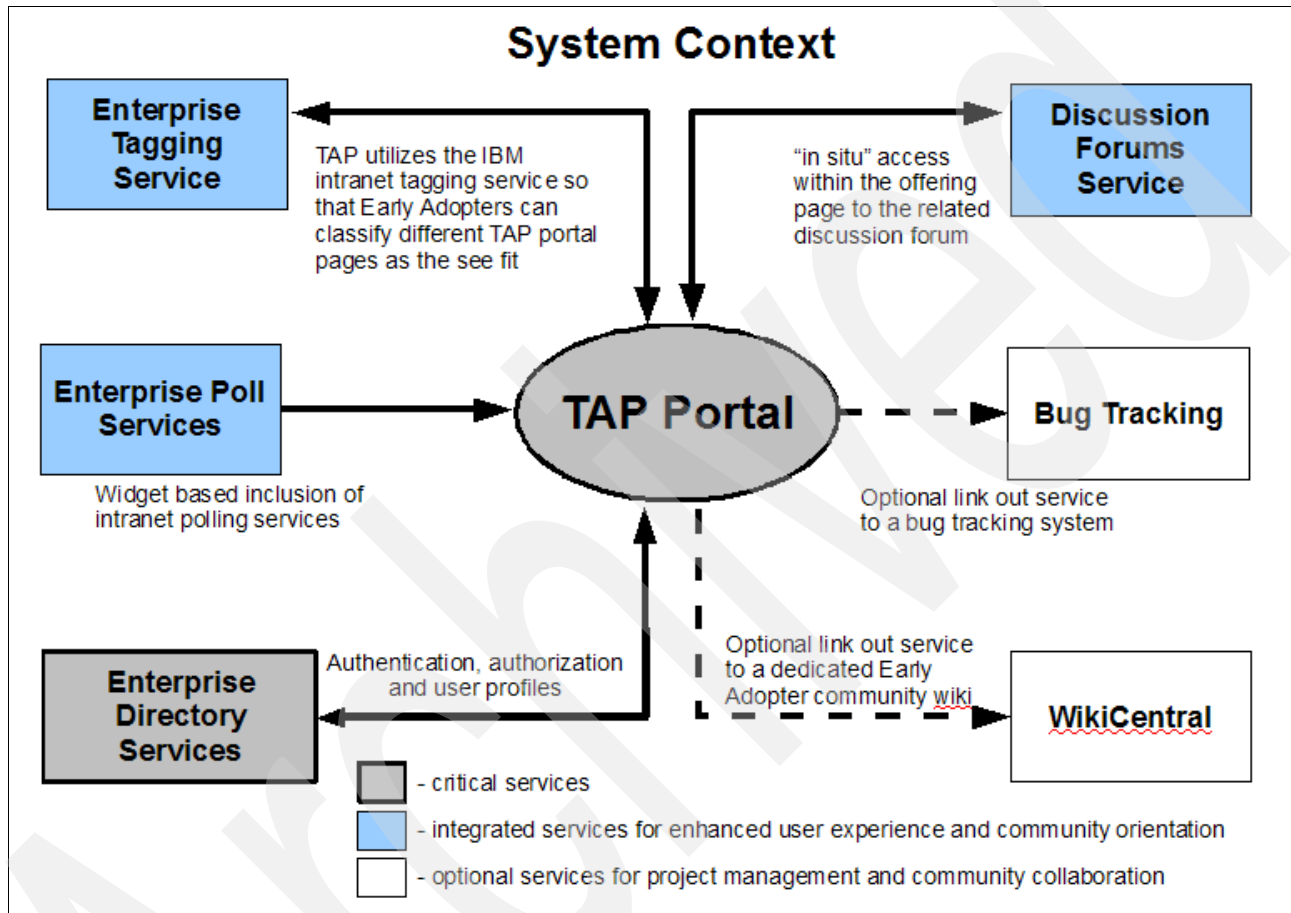 System Context
Enterprise
Tagging
Service
TAP utilizes the IBM
intranet tagging service so
that Early Adopters can
classify different TAP portal
pages as the see fit
Discussion
Forums
Service
“in situ” access
within the offering
page to the related
discussion forum
Enterprise Poll
Services
Widget based inclusion of
intranet polling services
TAP Portal
Bug Tracking
Optional link out service
to a bug tracking system
Enterprise
Directory
Services
Authentication, authorization
and user profiles
Optional link out service
to a dedicated Early
Adopter community wiki
WikiCentral
- critical services
- integrated services for enhanced user experience and community orientation
- optional services for project management and community collaboration
Archived